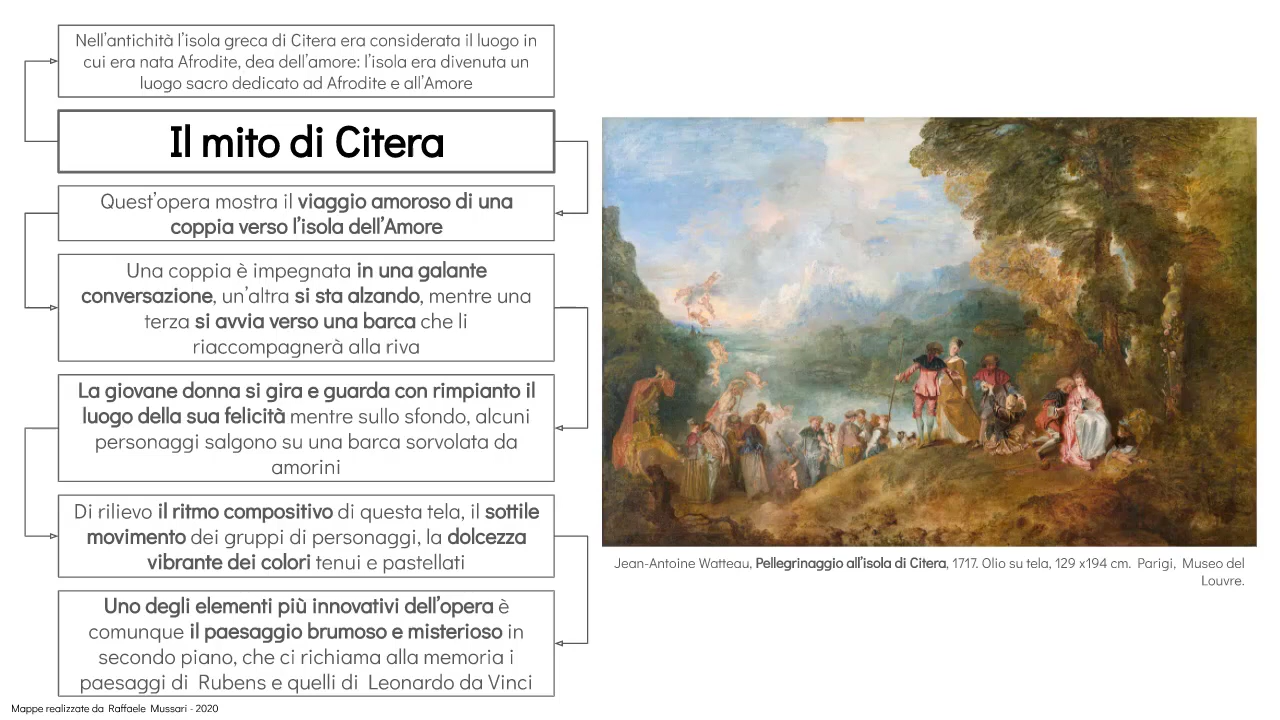 Nell'antichità l'isola greca di Citera era considerata il luogo in
cui era nata Afrodite, dea dell'amore: l'isola era divenuta un
luogo sacro dedicato ad Afrodite e all'Amore
Il mito di Citera
Quest'opera mostra il viaggio amoroso di una
coppia verso l'isola dell'Amore
Una coppia è impegnata in una galante
conversazione, un'altra si sta alzando, mentre una
terza si avvia verso una barca che li
riaccompagnerà alla riva
La giovane donna si gira e guarda con rimpianto il
luogo della sua felicità mentre sullo sfondo, alcuni
personaggi salgono su una barca sorvolata da
amorini
Di rilievo il ritmo compositivo di questa tela, il sottile
movimento dei gruppi di personaggi, la dolcezza
vibrante dei colori tenui e pastellati
Uno degli elementi più innovativi dell'opera è
comunque il paesaggio brumoso e misterioso in
secondo piano, che ci richiama alla memoria i
paesaggi di Rubens e quelli di Leonardo da Vinci
Jean-Antoine Watteau, Pellegrinaggio all'isola di Citera, 1717. Olio su tela, 129 x194 cm. Parigi, Museo del
Louvre.
Mappe realizzate da Raffaele Mussari - 2020